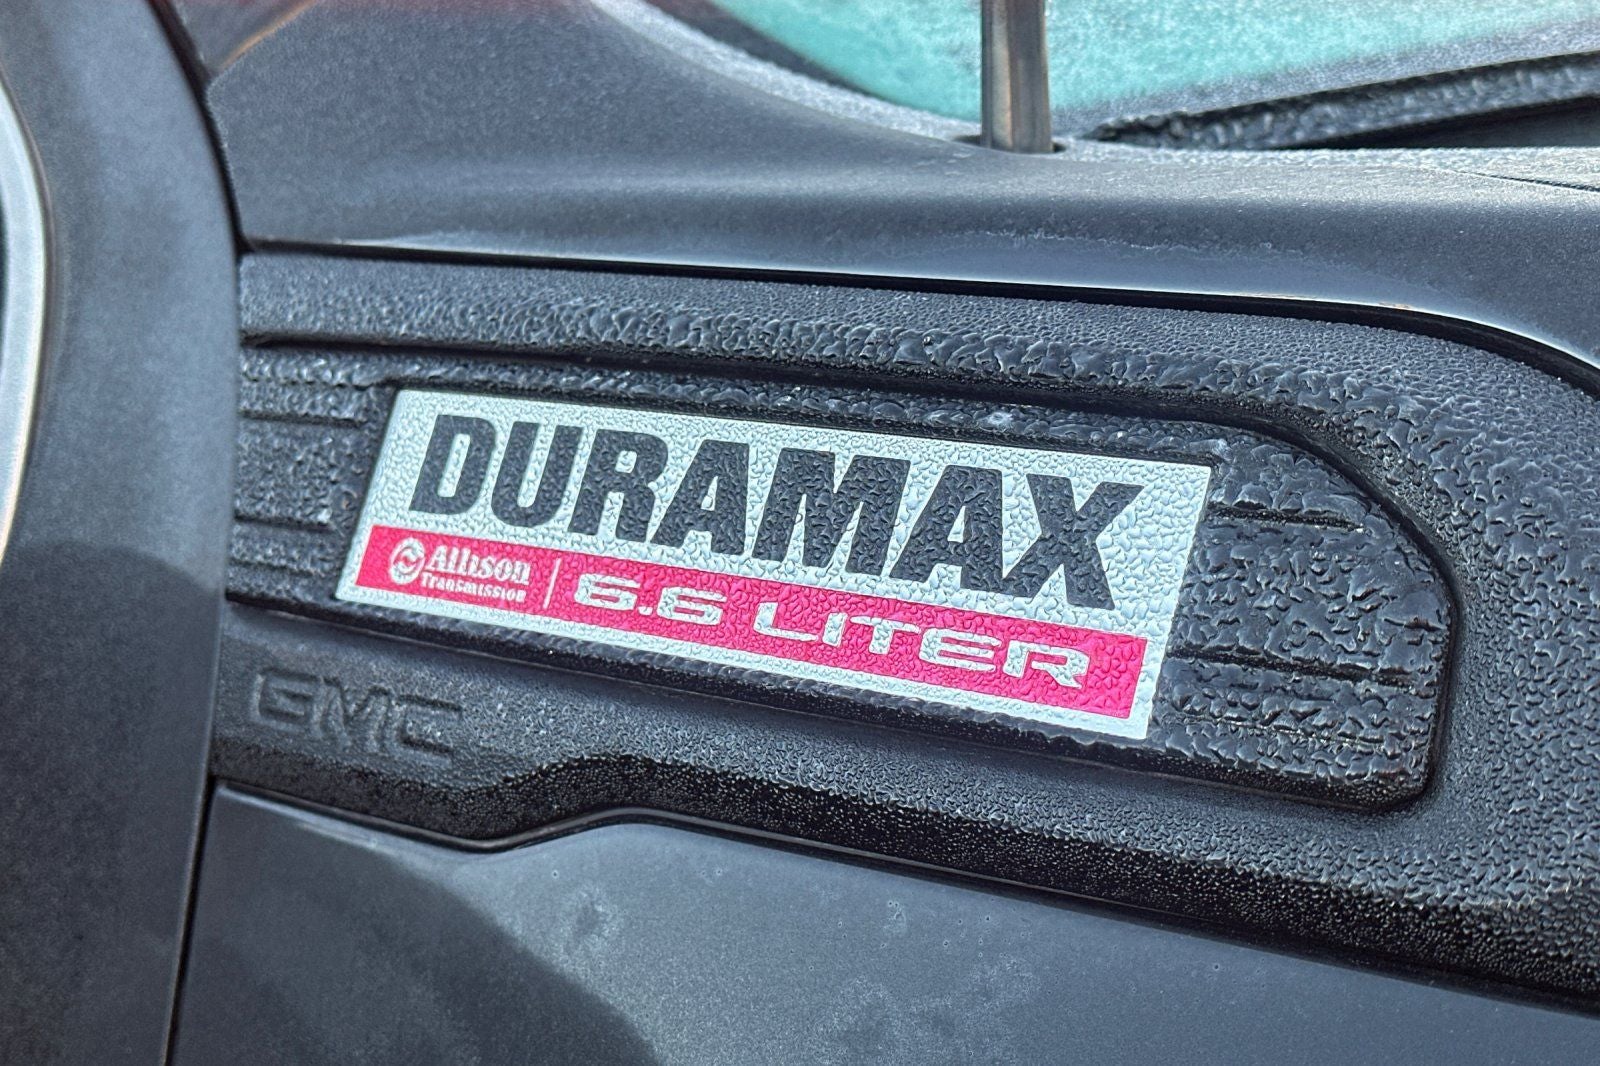 DURAMAX
Allison
Transmission
6.6 LITER
GMC